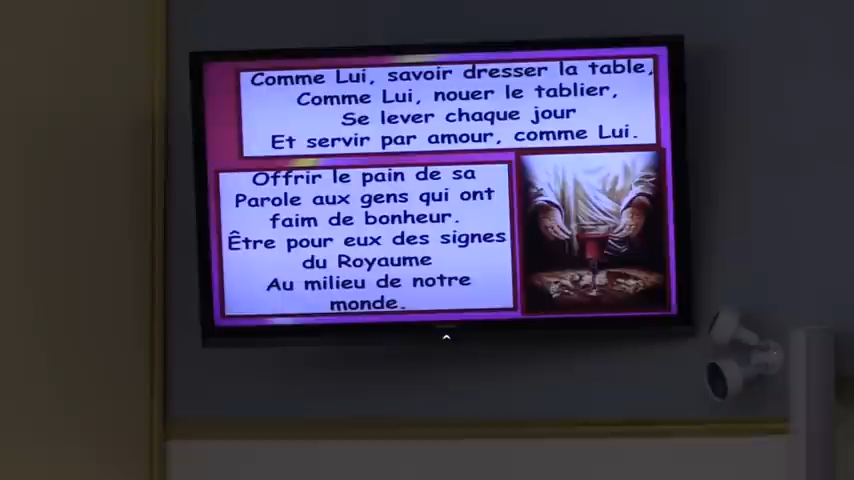 Comme Lui, savoir dresser la table,
Comme Lui, nouer le tablier,
Se lever chaque jour
Et servir par amour, comme Lui.
Offrir le pain de sa
Parole aux gens qui ont
faim de bonheur.
Être pour eux des signes
du Royaume
Au milieu de notre
monde.